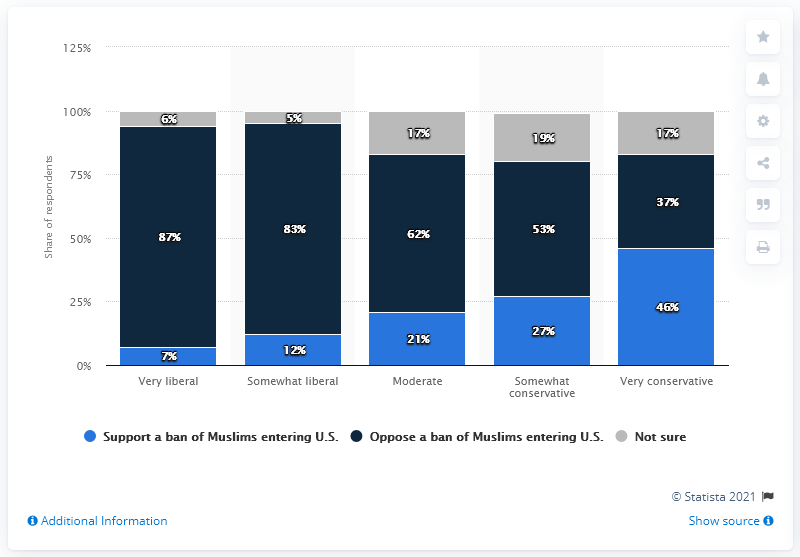 125%
100%
75%
50%
25%
0%
Share of respondents
6%
5%
17%
19%
17%
87%
83%
62%
53%
37%
7%
12%
21%
27%
46%
Very liberal
Somewhat liberal
Moderate
Somewhat
conservative
Very conservative
Support a ban of Muslims entering U.S.
Oppose a ban of Muslims entering U.S.
Not sure
© Statista 2021
Additional Information
Show source